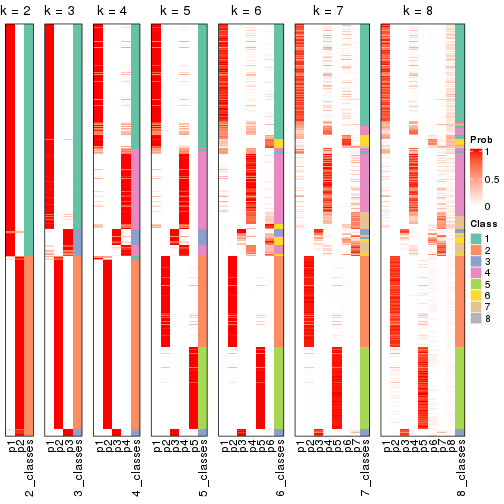 k = 2
k = 3
k = 4
k = 5
k = 6
k = 7
k = 8
Prob
1
0.5
0
Class
1
2
3
4
5
6
7
8
p1
p2
2_classes
p1
p2
p3
3_classes
p1
p2
p3
p4
4_classes
p1
p2
p3
p4
p5
5_classes
p1
p2
p3
p4
p5
p6
6_classes
p1
p2
p3
p4
p5
p6
p7
7_classes
p1
p2
p3
p4
p5
p6
p7
p8
8_classes